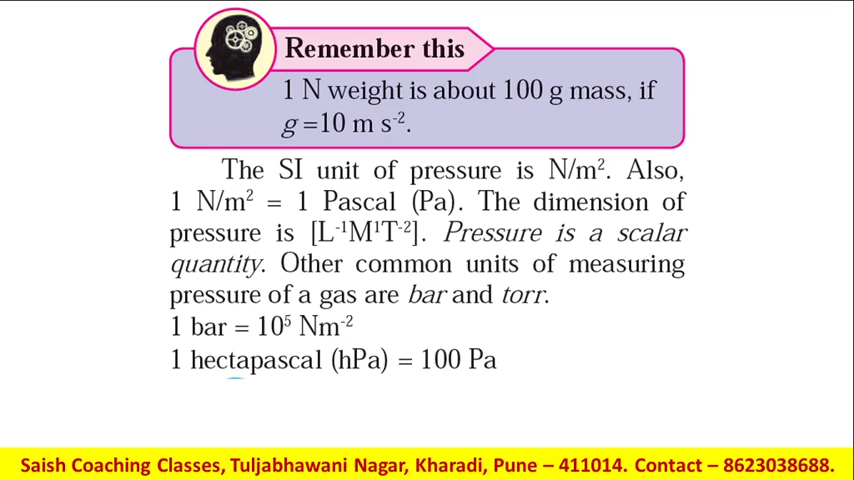 Remember this
1 N weight is about 100 g mass, if
g =10 m s⁻².
The SI unit of pressure is N/m². Also,
1 N/m² = 1 Pascal (Pa). The dimension of
pressure is [L⁻¹M¹T⁻²]. Pressure is a scalar
quantity. Other common units of measuring
pressure of a gas are bar and torr.
1 bar = 10⁵ Nm⁻²
1 hectapascal (hPa) = 100 Pa
Saish Coaching Classes, Tuljabhawani Nagar, Kharadi, Pune – 411014. Contact – 8623038688.